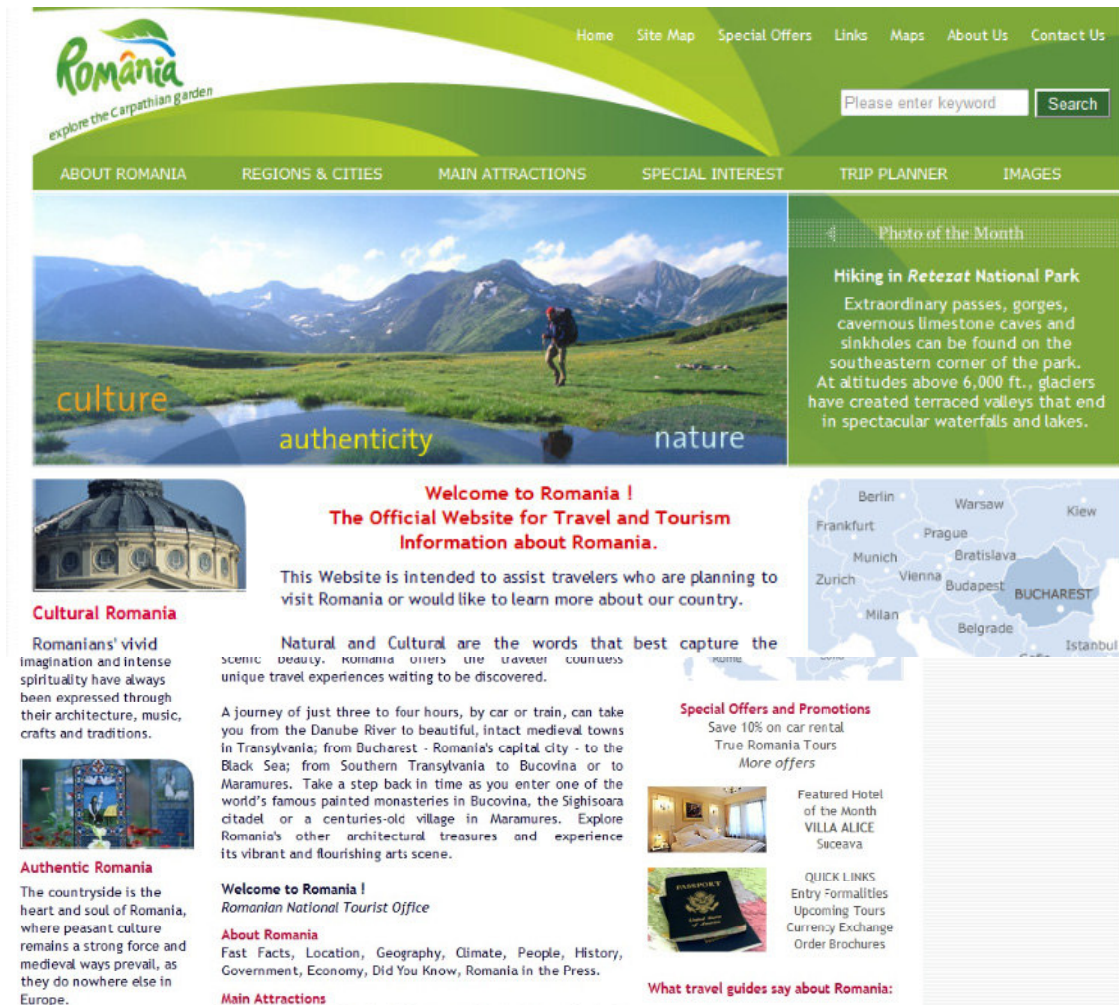 România
explore the Carpathian garden
Home Site Map Special Offers Links Maps About Us Contact Us
Please enter keyword Search
ABOUT ROMANIA REGIONS & CITIES MAIN ATTRACTIONS SPECIAL INTEREST TRIP PLANNER IMAGES
culture
authenticity
nature
Photo of the Month
Hiking in Retezat National Park
Extraordinary passes, gorges,
cavernous limestone caves and
sinkholes can be found on the
southeastern corner of the park.
At altitudes above 6,000 ft., glaciers
have created terraced valleys that end
in spectacular waterfalls and lakes.
Cultural Romania
Romanians' vivid
imagination and intense
spirituality have always
been expressed through
their architecture, music,
crafts and traditions.
Authentic Romania
The countryside is the
heart and soul of Romania,
where peasant culture
remains a strong force and
medieval ways prevail, as
they do nowhere else in
Europe.
Welcome to Romania !
The Official Website for Travel and Tourism
Information about Romania.
This Website is intended to assist travelers who are planning to
visit Romania or would like to learn more about our country.
Natural and Cultural are the words that best capture the
scenic beauty. Romania offers the traveler countless
unique travel experiences waiting to be discovered.
A journey of just three to four hours, by car or train, can take
you from the Danube River to beautiful, intact medieval towns
in Transylvania; from Bucharest - Romania's capital city - to the
Black Sea; from Southern Transylvania to Bucovina or to
Maramures. Take a step back in time as you enter one of the
world's famous painted monasteries in Bucovina, the Sighisoara
citadel or a centuries-old village in Maramures. Explore
Romania's other architectural treasures and experience
its vibrant and flourishing arts scene.
Welcome to Romania !
Romanian National Tourist Office
About Romania
Fast Facts, Location, Geography, Climate, People, History,
Government, Economy, Did You Know, Romania in the Press.
Main Attractions
Berlin
Warsaw
Kiew
Frankfurt
Prague
Munich
Bratislava
Zurich
Vienna
Budapest
BUCHAREST
Milan
Belgrade
Istanbul
Rome
Special Offers and Promotions
Save 10% on car rental
True Romania Tours
More offers
Featured Hotel
of the Month
VILLA ALICE
Suceava
PASSPORT
QUICK LINKS
Entry Formalities
Upcoming Tours
Currency Exchange
Order Brochures
What travel guides say about Romania: